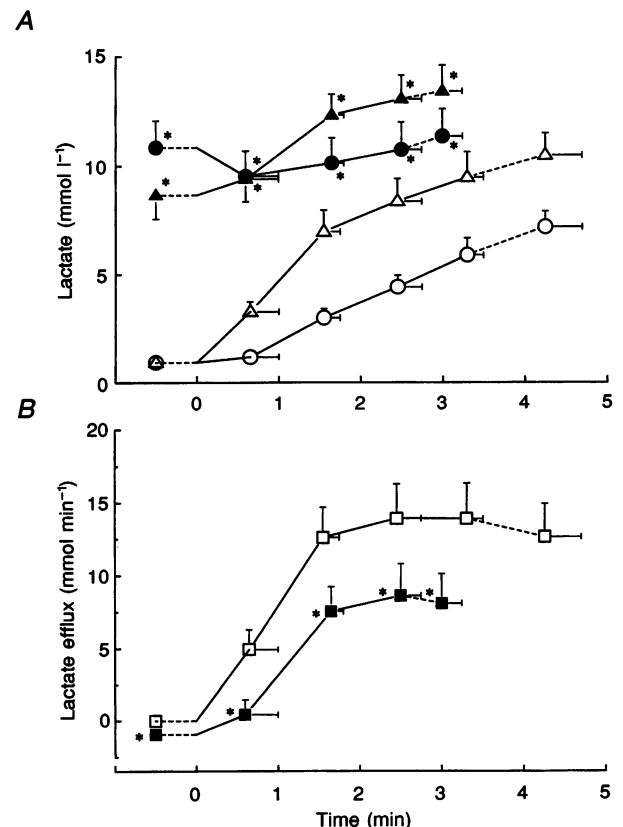 A
15
10
5
0
Lactate (mmol l⁻¹)
* * * * * * * * *
0 1 2 3 4 5
B
20
15
10
5
0
Lactate efflux (mmol min⁻¹)
* * * * *
0 1 2 3 4 5
Time (min)